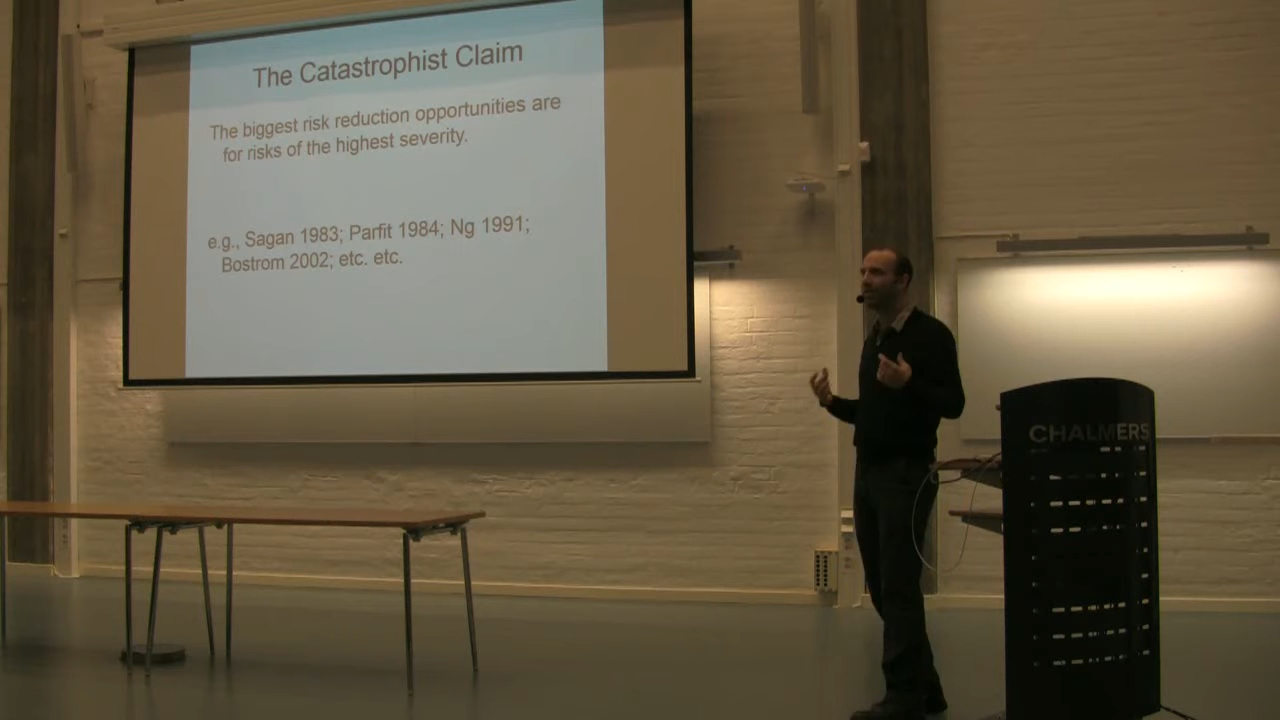 The Catastrophist Claim
The biggest risk reduction opportunities are
for risks of the highest severity.
e.g., Sagan 1983; Parfit 1984; Ng 1991;
Bostrom 2002; etc. etc.
CHALMERS